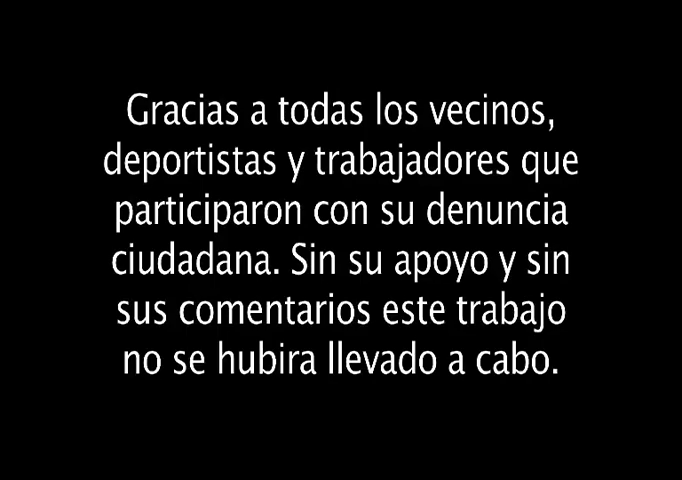 Gracias a todas los vecinos,
deportistas y trabajadores que
participaron con su denuncia
ciudadana. Sin su apoyo y sin
sus comentarios este trabajo
no se hubira llevado a cabo.